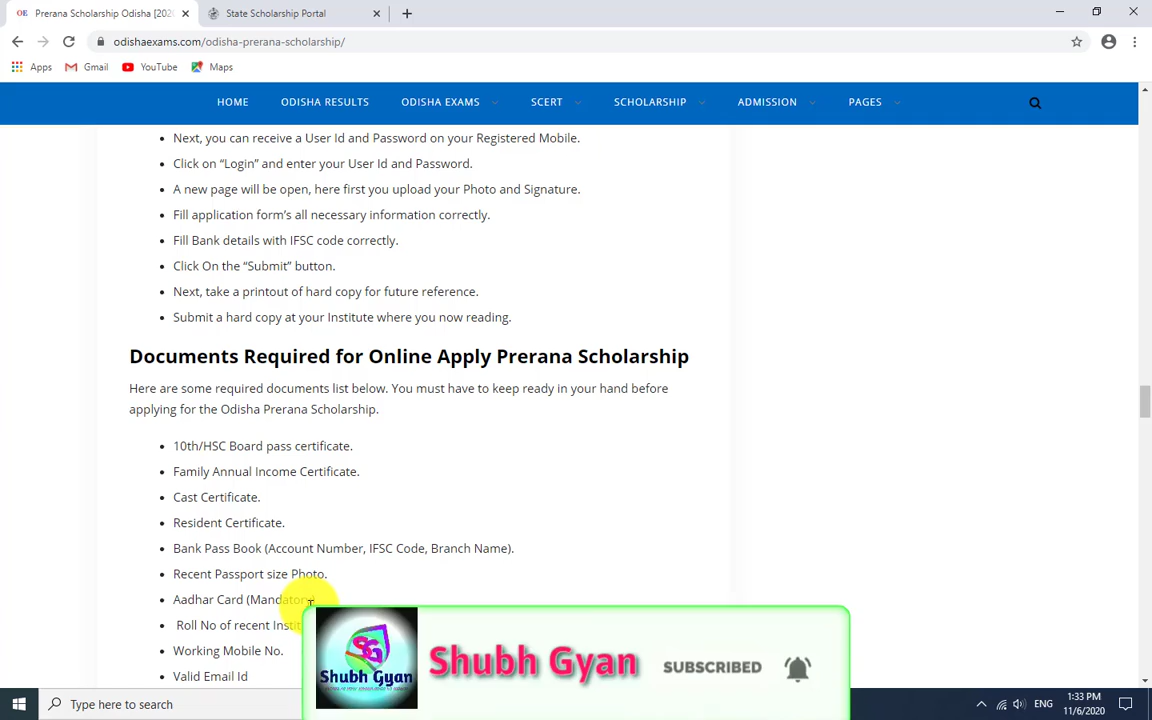 Prerana Scholarship Odisha [202
State Scholarship Portal
odishaexams.com/odisha-prerana-scholarship/
Apps Gmail YouTube Maps
HOME ODISHA RESULTS ODISHA EXAMS SCERT SCHOLARSHIP ADMISSION PAGES
Next, you can receive a User Id and Password on your Registered Mobile.
Click on “Login” and enter your User Id and Password.
A new page will be open, here first you upload your Photo and Signature.
Fill application form’s all necessary information correctly.
Fill Bank details with IFSC code correctly.
Click On the “Submit” button.
Next, take a printout of hard copy for future reference.
Submit a hard copy at your Institute where you now reading.
Documents Required for Online Apply Prerana Scholarship
Here are some required documents list below. You must have to keep ready in your hand before
applying for the Odisha Prerana Scholarship.
10th/HSC Board pass certificate.
Family Annual Income Certificate.
Cast Certificate.
Resident Certificate.
Bank Pass Book (Account Number, IFSC Code, Branch Name).
Recent Passport size Photo.
Aadhar Card (Mandatory)
Roll No of recent Instit
Working Mobile No.
Valid Email Id
SG
Shubh Gyan
Shubh Gyan
SUBSCRIBED
Type here to search
ENG
1:33 PM
11/6/2020